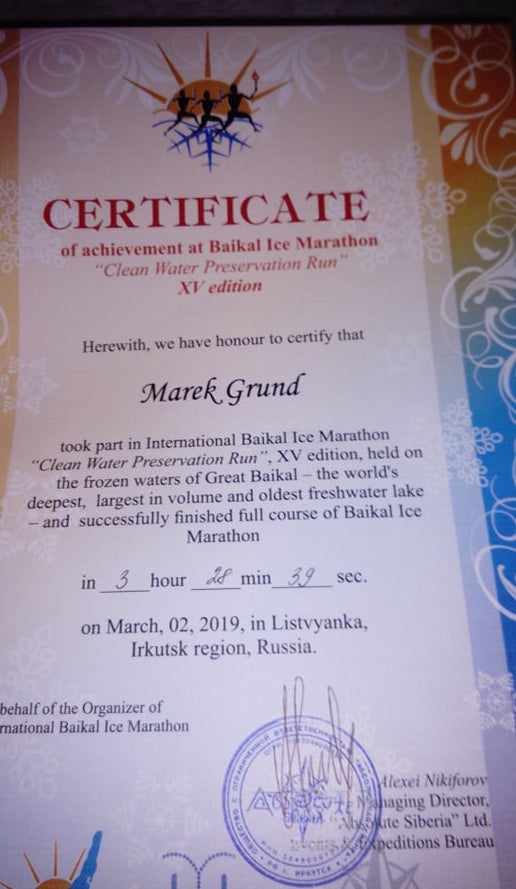 CERTIFICATE
of achievement at Baikal Ice Marathon
“Clean Water Preservation Run”
XV edition
Herewith, we have honour to certify that
Marek Grund
took part in International Baikal Ice Marathon
“Clean Water Preservation Run”, XV edition, held on
the frozen waters of Great Baikal – the world's
deepest, largest in volume and oldest freshwater lake
– and successfully finished full course of Baikal Ice
Marathon
in 3 hour 28 min 39 sec.
on March, 02, 2019, in Listvyanka,
Irkutsk region, Russia.
behalf of the Organizer of
rnational Baikal Ice Marathon
Alexei Nikiforov
Managing Director,
“Absolute Siberia” Ltd.
Events & Expeditions Bureau